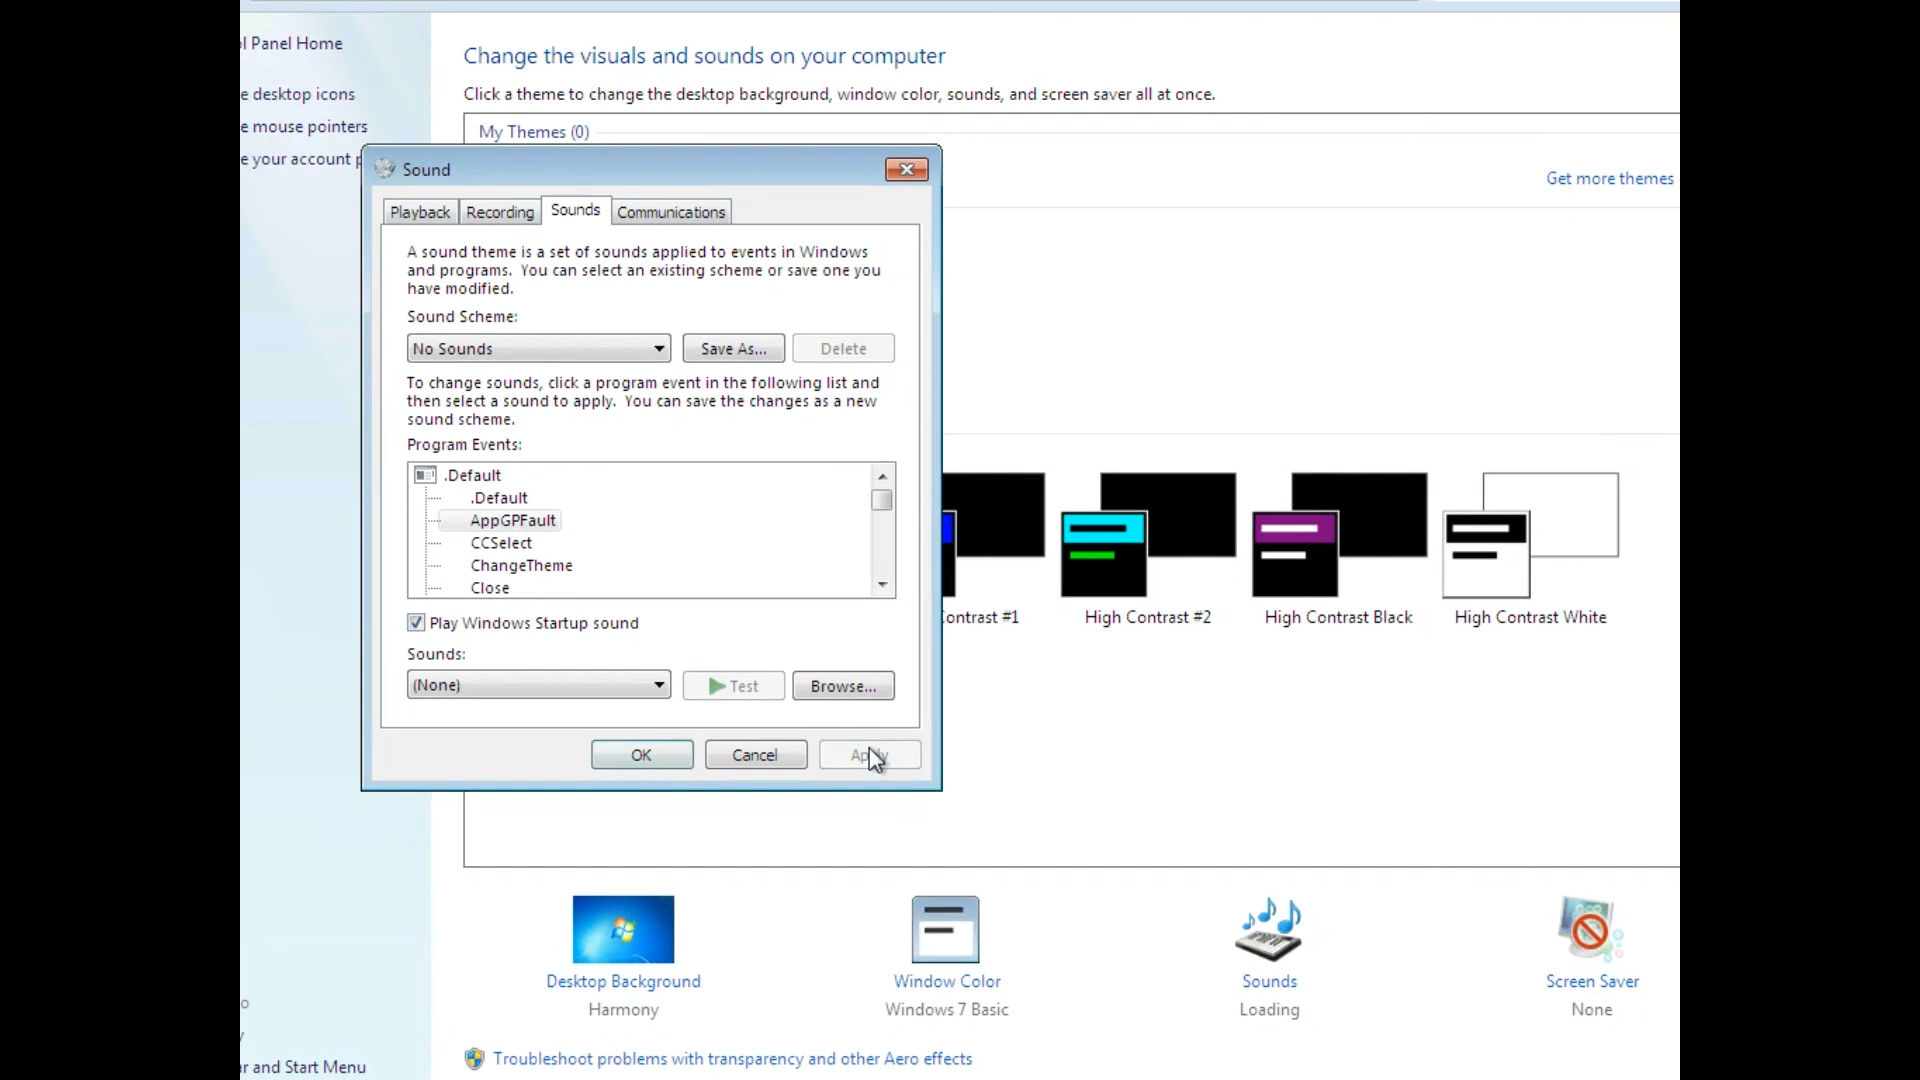 l Panel Home
e desktop icons
e mouse pointers
e your account p
Change the visuals and sounds on your computer
Click a theme to change the desktop background, window color, sounds, and screen saver all at once.
My Themes (0)
Get more themes
Sound
Playback
Recording
Sounds
Communications
A sound theme is a set of sounds applied to events in Windows
and programs. You can select an existing scheme or save one you
have modified.
Sound Scheme:
No Sounds
Save As...
Delete
To change sounds, click a program event in the following list and
then select a sound to apply. You can save the changes as a new
sound scheme.
Program Events:
.Default
.Default
AppGPFault
CCSelect
ChangeTheme
Close
Play Windows Startup sound
Sounds:
(None)
Test
Browse...
OK
Cancel
Apply
ontrast #1
High Contrast #2
High Contrast Black
High Contrast White
Desktop Background
Harmony
Window Color
Windows 7 Basic
Sounds
Loading
Screen Saver
None
Troubleshoot problems with transparency and other Aero effects
o
y
ar and Start Menu